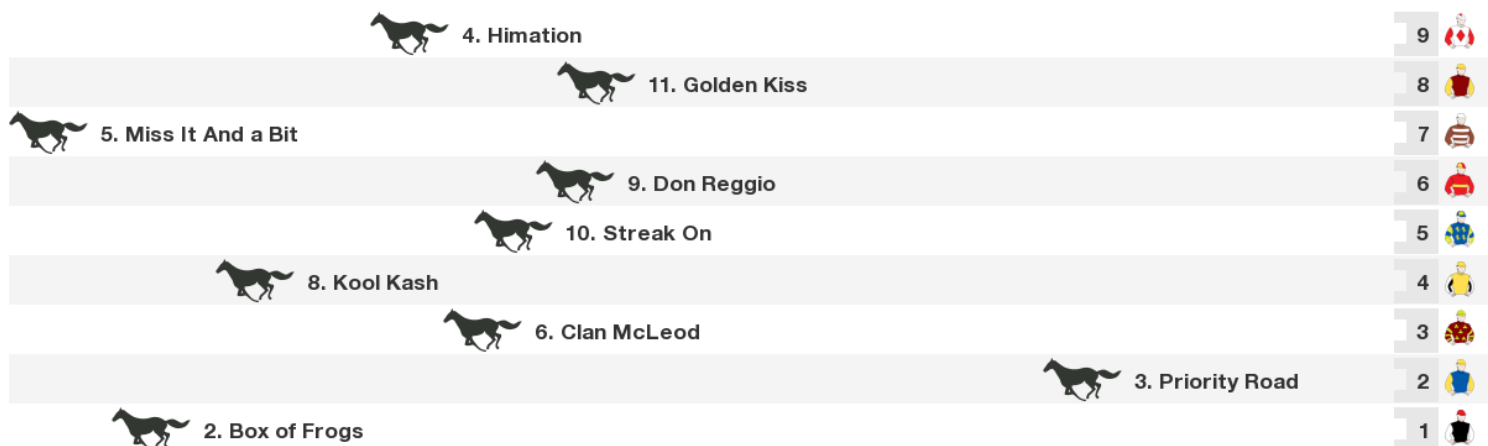 4. Himation 9
11. Golden Kiss 8
5. Miss It And a Bit 7
9. Don Reggio 6
10. Streak On 5
8. Kool Kash 4
6. Clan McLeod 3
3. Priority Road 2
2. Box of Frogs 1